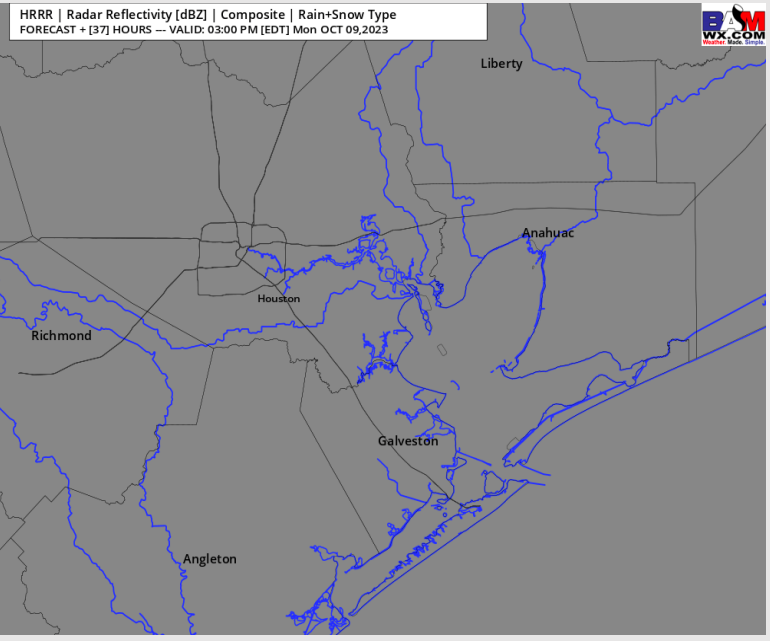 HRRR | Radar Reflectivity [dBZ] | Composite | Rain+Snow Type
FORECAST + [37] HOURS --- VALID: 03:00 PM [EDT] Mon OCT 09,2023
BAM
WX.COM
Weather. Made. Simple.
Liberty
Anahuac
Houston
Richmond
Galveston
Angleton